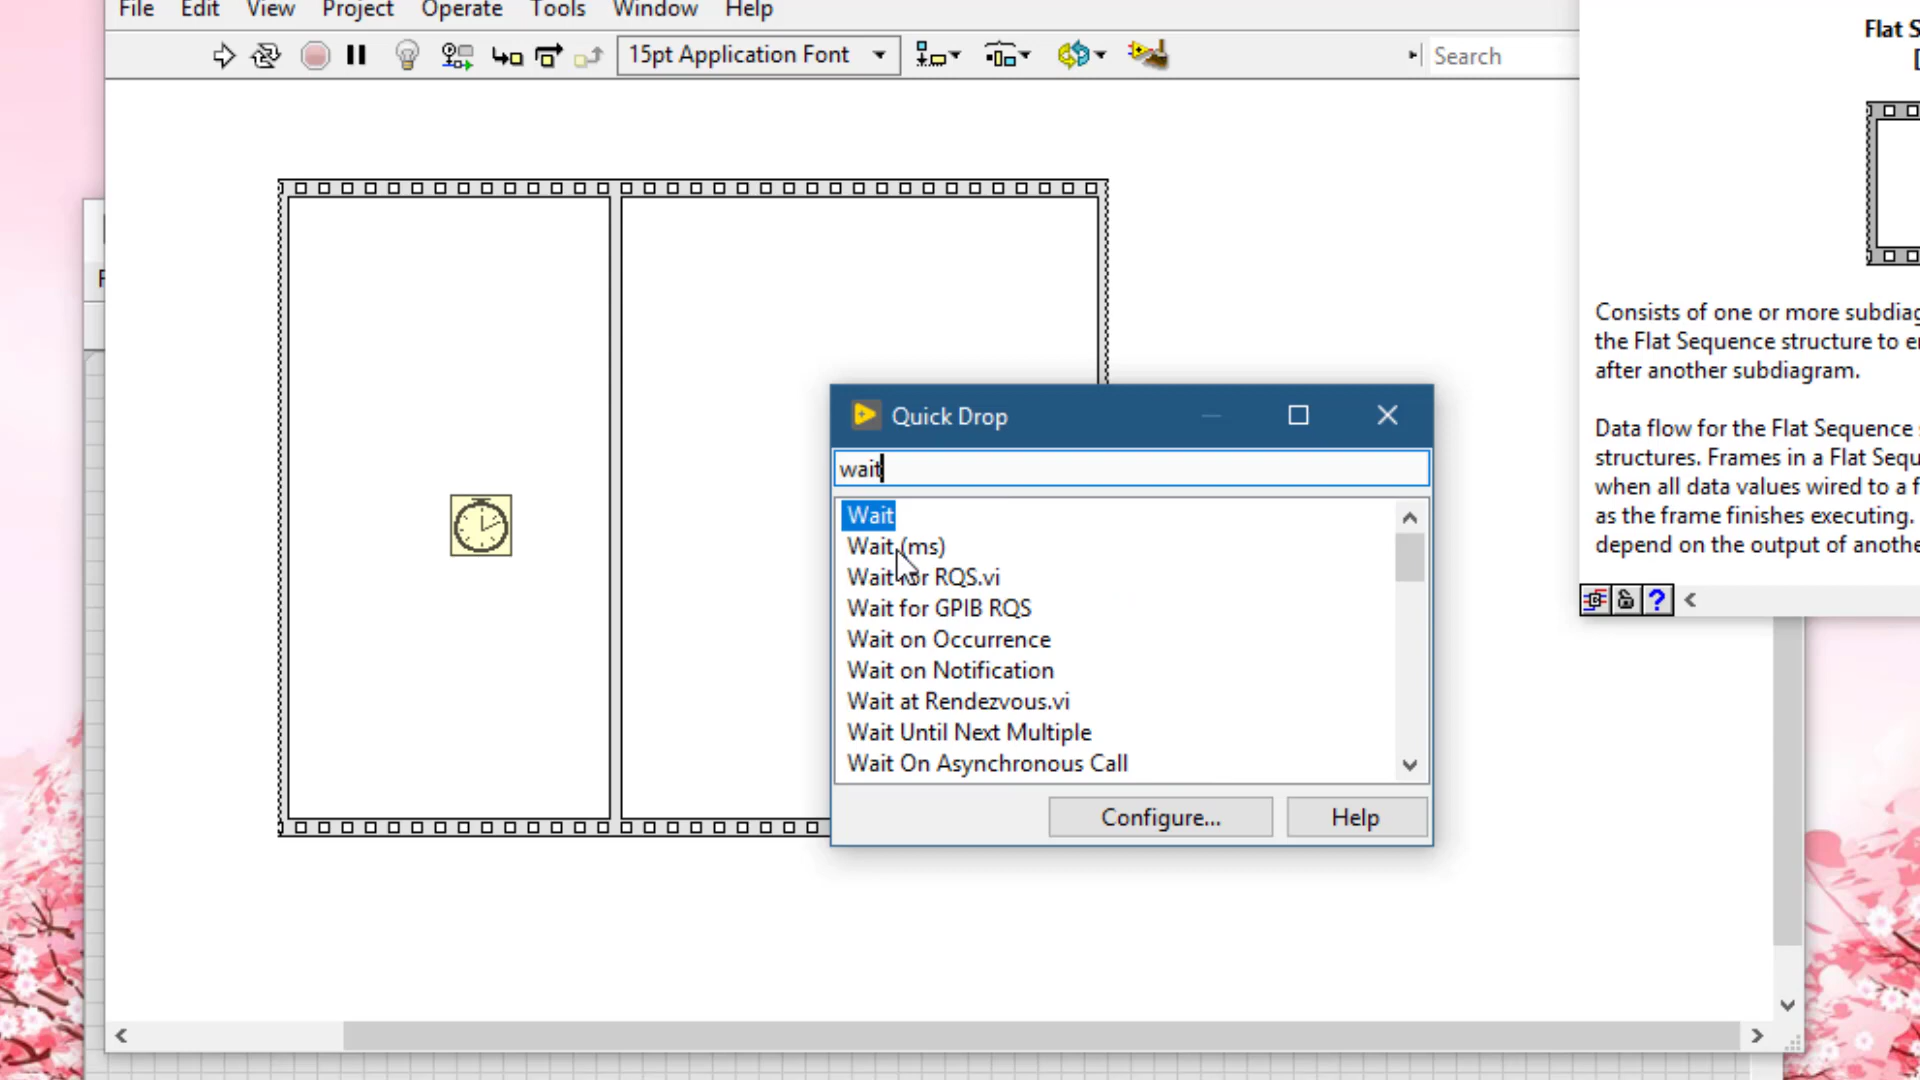 File Edit View Project Operate Tools Window Help
15pt Application Font
Search
Flat S
[
Consists of one or more subdiag
the Flat Sequence structure to e
after another subdiagram.
Data flow for the Flat Sequence
structures. Frames in a Flat Sequ
when all data values wired to a f
as the frame finishes executing.
depend on the output of anothe
Quick Drop
wait
Wait
Wait (ms)
Wait for RQS.vi
Wait for GPIB RQS
Wait on Occurrence
Wait on Notification
Wait at Rendezvous.vi
Wait Until Next Multiple
Wait On Asynchronous Call
Configure...
Help